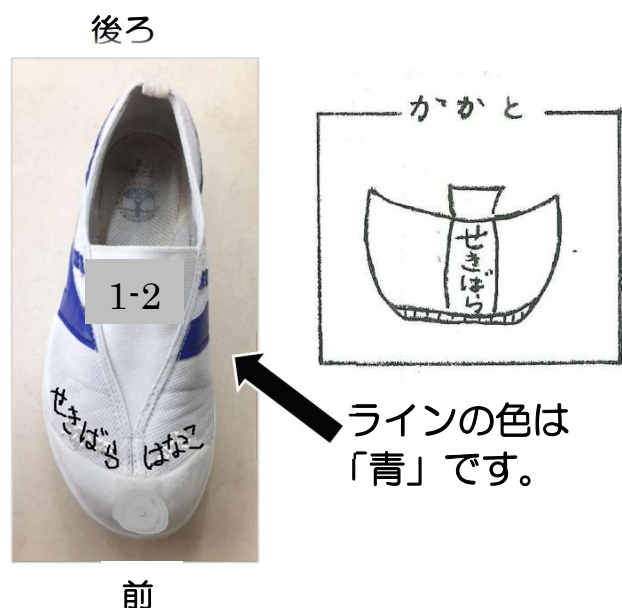 後ろ
1-2
せきばら はなこ
前
かかと
せきばら
ラインの色は
「青」です。